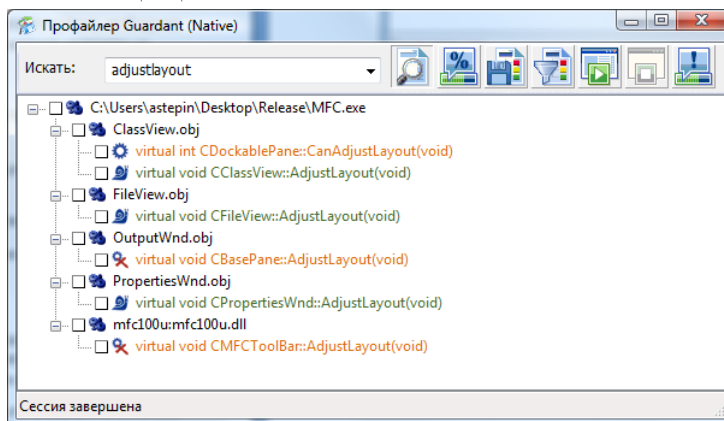 Профайлер Guardant (Native)
Искать: adjustlayout
%
C:\Users\astepin\Desktop\Release\MFC.exe
ClassView.obj
virtual int CDockablePane::CanAdjustLayout(void)
virtual void CClassView::AdjustLayout(void)
FileView.obj
virtual void CFileView::AdjustLayout(void)
OutputWnd.obj
virtual void CBasePane::AdjustLayout(void)
PropertiesWnd.obj
virtual void CPropertiesWnd::AdjustLayout(void)
mfc100u:mfc100u.dll
virtual void CMFCToolBar::AdjustLayout(void)
Сессия завершена